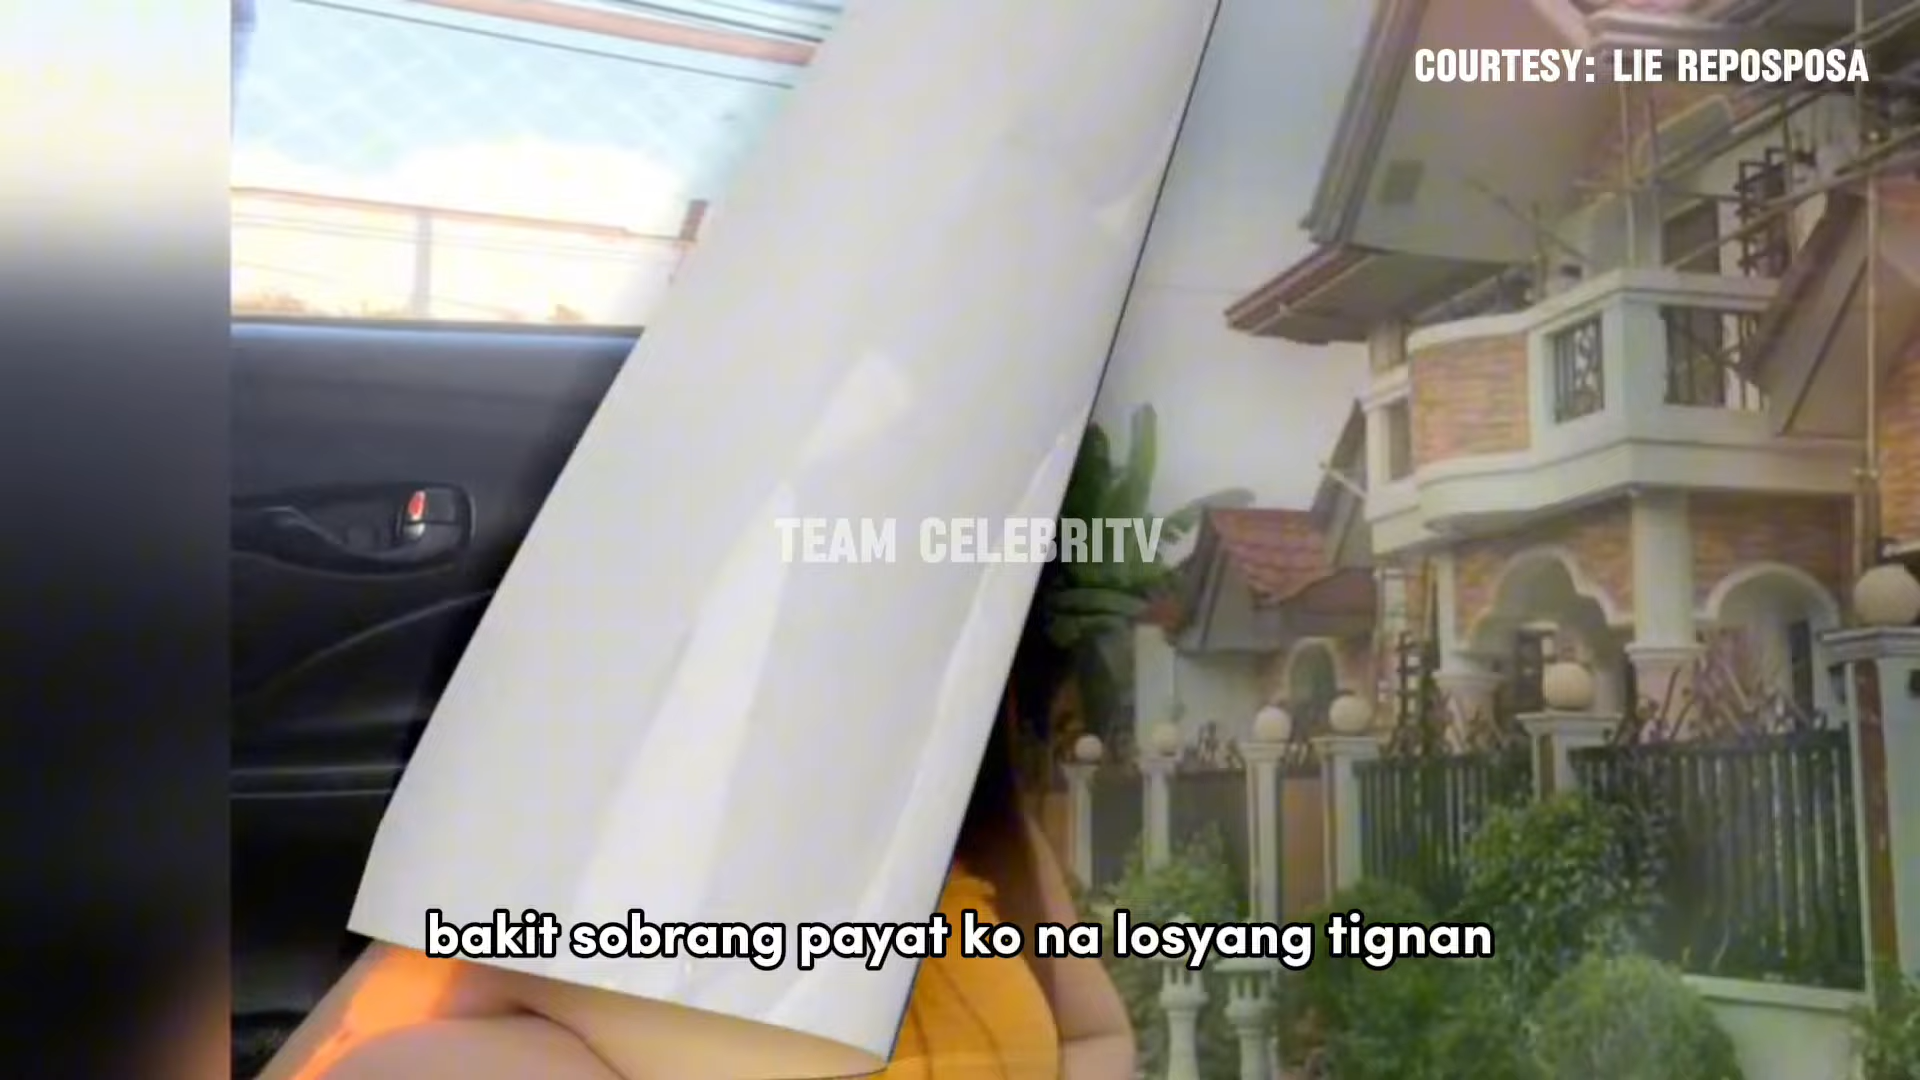 COURTESY: LIE REPOSPOSA
TEAM CELEBRITV
bakit sobrang payat ko na losyang tignan